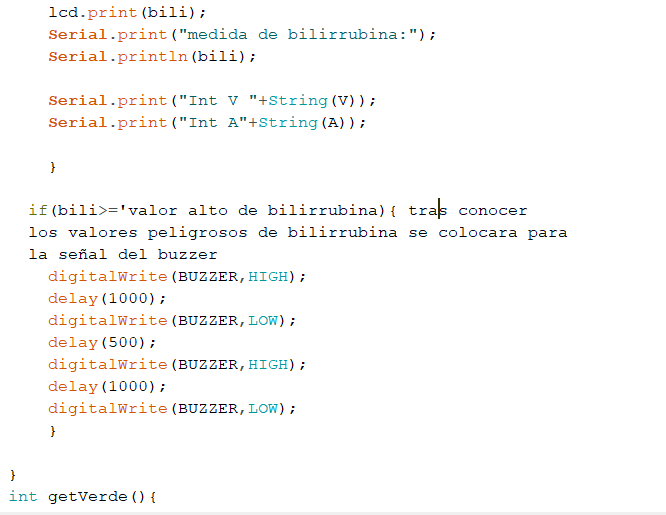 lcd.print(bili);
Serial.print("medida de bilirrubina:");
Serial.println(bili);
Serial.print("Int V "+String(V));
Serial.print("Int A"+String(A));
}
if(bili>='valor alto de bilirrubina){ tras conocer
los valores peligrosos de bilirrubina se colocara para
la señal del buzzer
digitalWrite(BUZZER,HIGH);
delay(1000);
digitalWrite(BUZZER,LOW);
delay(500);
digitalWrite(BUZZER,HIGH);
delay(1000);
digitalWrite(BUZZER,LOW);
}
}
int getVerde(){